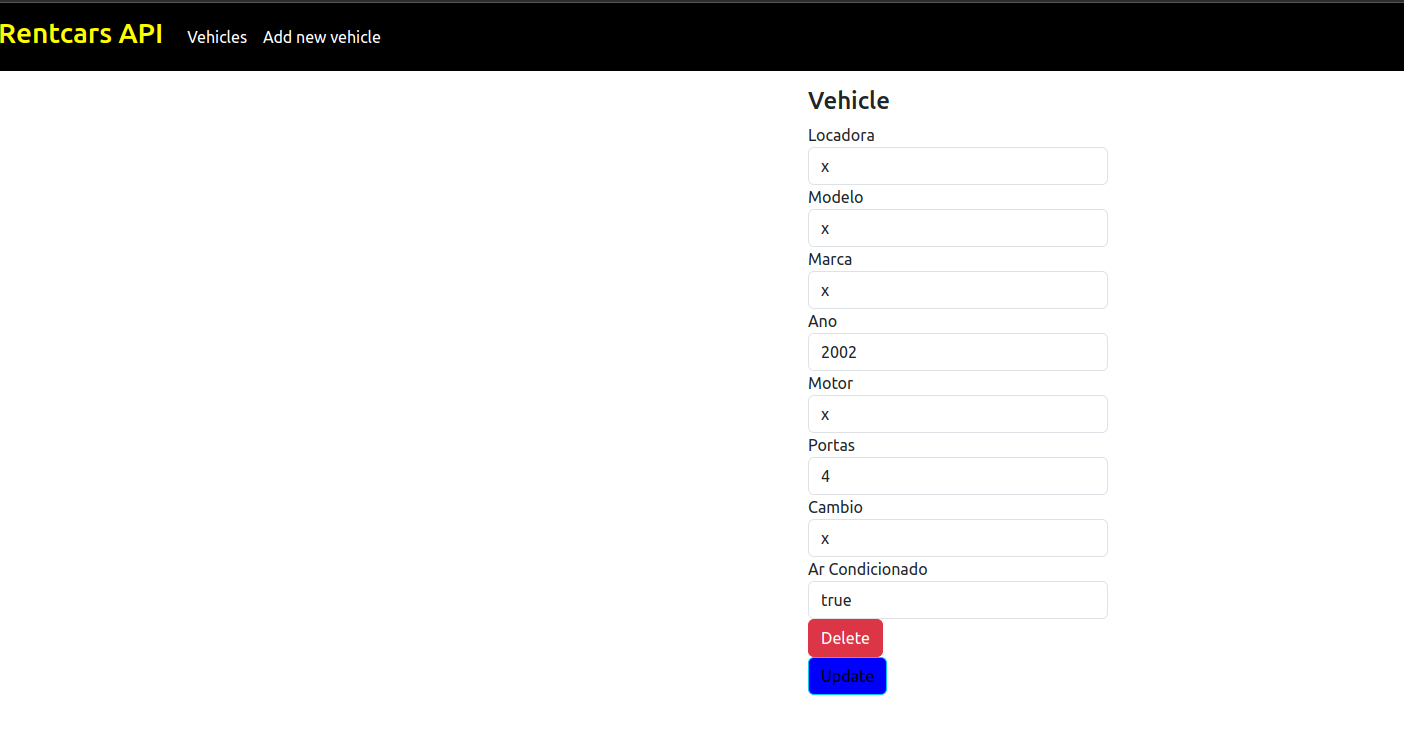 Rentcars API Vehicles Add new vehicle
Vehicle
Locadora
x
Modelo
x
Marca
x
Ano
2002
Motor
x
Portas
4
Cambio
x
Ar Condicionado
true
Delete
Update